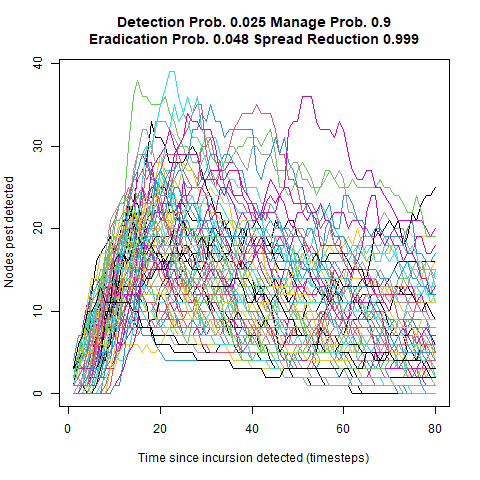 Detection Prob. 0.025 Manage Prob. 0.9
Eradication Prob. 0.048 Spread Reduction 0.999
Nodes pest detected
40
30
20
10
0
0 20 40 60 80
Time since incursion detected (timesteps)